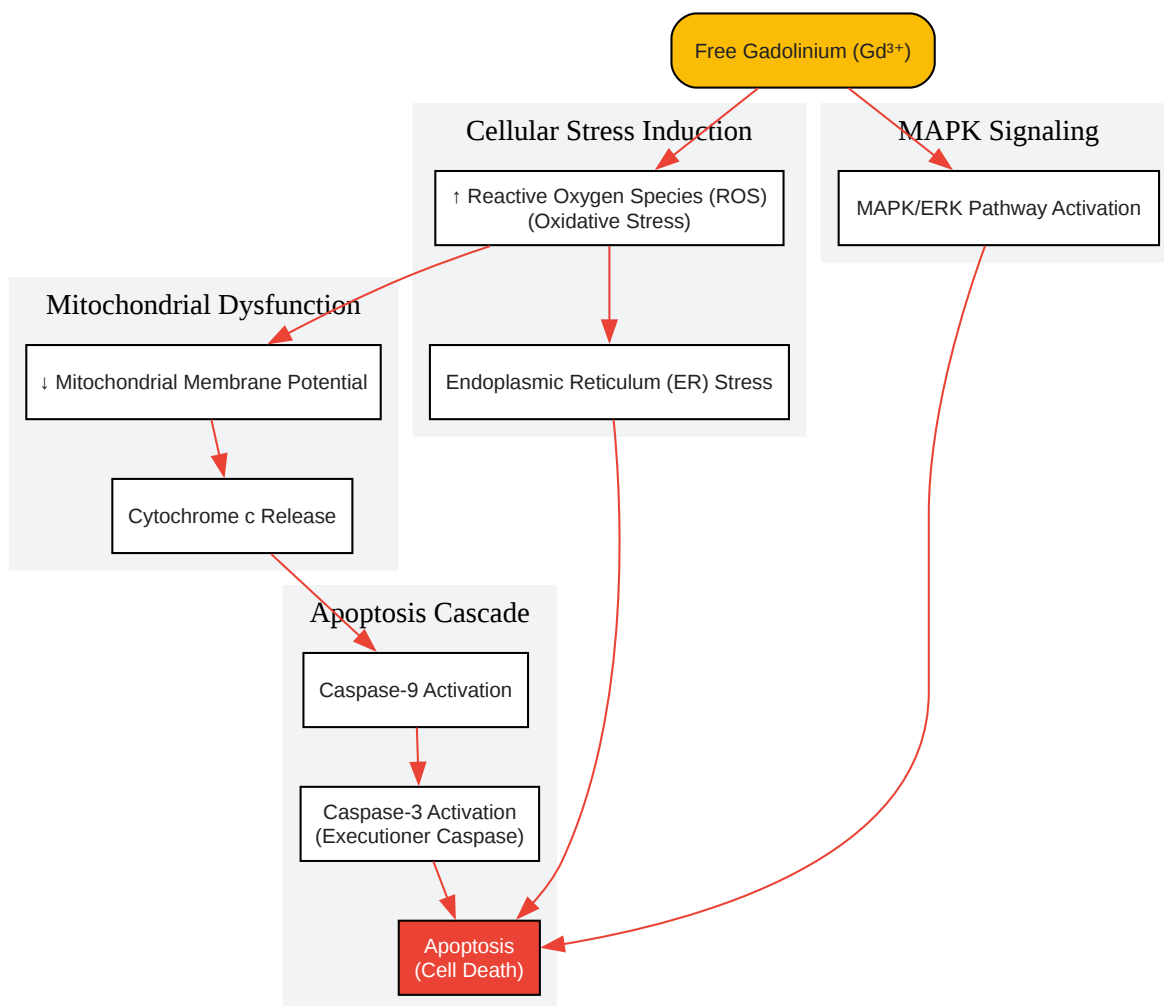 Free Gadolinium (Gd³⁺)
Cellular Stress Induction
MAPK Signaling
↑ Reactive Oxygen Species (ROS)
(Oxidative Stress)
MAPK/ERK Pathway Activation
Mitochondrial Dysfunction
↓ Mitochondrial Membrane Potential
Endoplasmic Reticulum (ER) Stress
Cytochrome c Release
Apoptosis Cascade
Caspase-9 Activation
Caspase-3 Activation
(Executioner Caspase)
Apoptosis
(Cell Death)